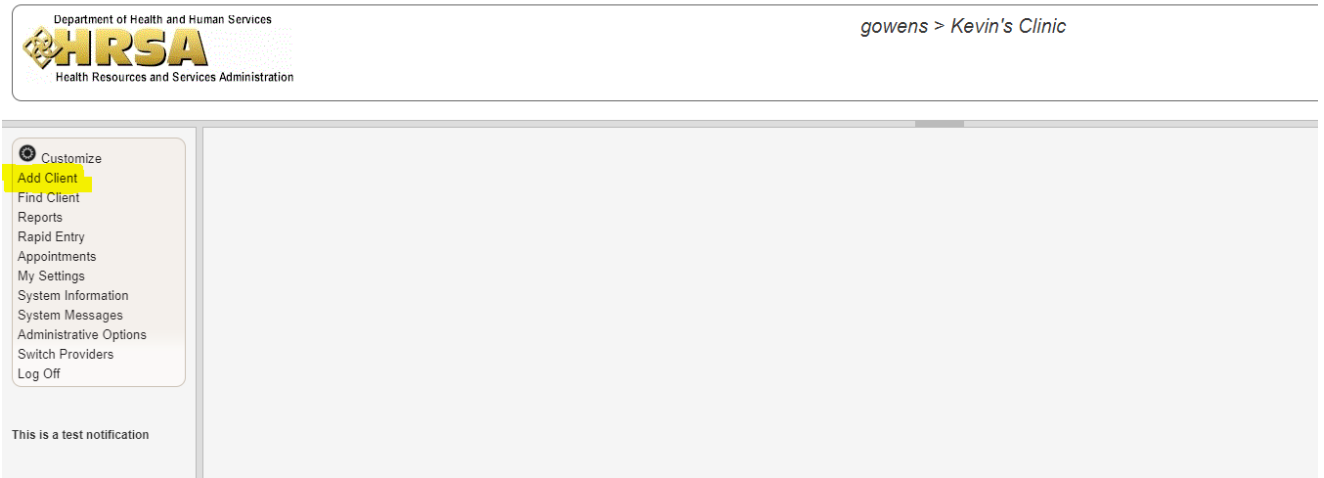 Department of Health and Human Services
HRSA
Health Resources and Services Administration
gowens > Kevin's Clinic
Customize
Add Client
Find Client
Reports
Rapid Entry
Appointments
My Settings
System Information
System Messages
Administrative Options
Switch Providers
Log Off
This is a test notification